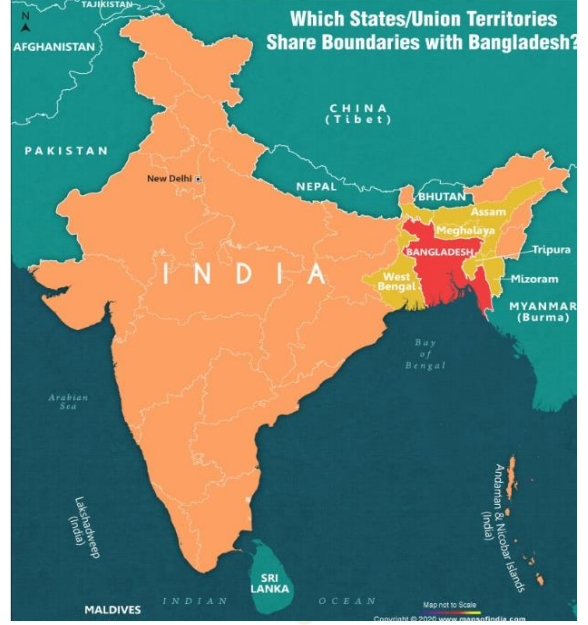 Which States/Union Territories
Share Boundaries with Bangladesh?
N
TAJIKISTAN
AFGHANISTAN
CHINA
(Tibet)
PAKISTAN
New Delhi
NEPAL
BHUTAN
Assam
Meghalaya
BANGLADESH
Tripura
INDIA
West
Bengal
Mizoram
MYANMAR
(Burma)
Bay
of
Bengal
Arabian
Sea
Lakshadweep
(India)
Andaman & Nicobar Islands
(India)
SRI
LANKA
MALDIVES
INDIAN OCEAN
Map not to Scale
Copyright © 2020 www.mapsofindia.com